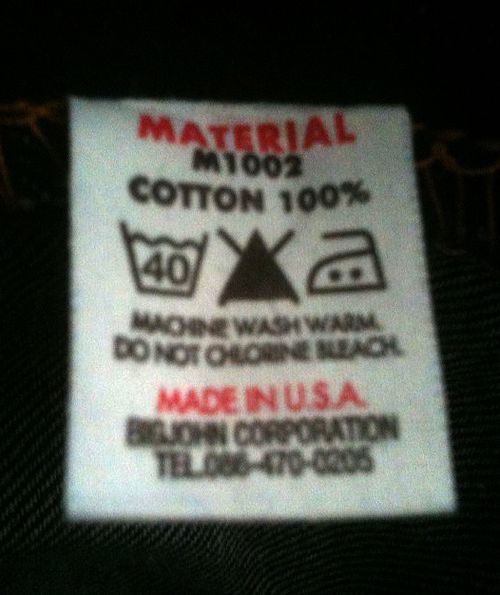 MATERIAL
M1002
COTTON 100%
40
MACHINE WASH WARM.
DO NOT CHLORINE BLEACH.
MADE IN U.S.A.
BIGJOHN CORPORATION
TEL.086-470-0205